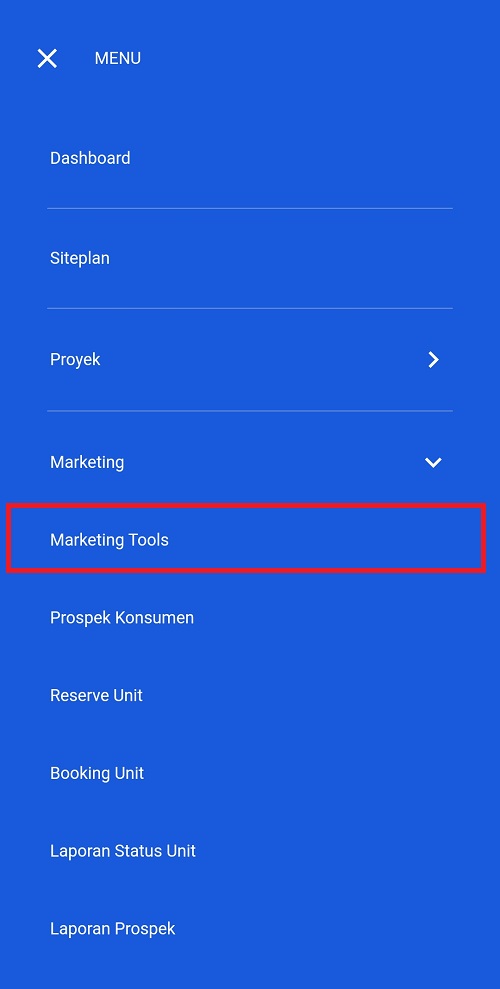 MENU
Dashboard
Siteplan
Proyek
Marketing
Marketing Tools
Prospek Konsumen
Reserve Unit
Booking Unit
Laporan Status Unit
Laporan Prospek